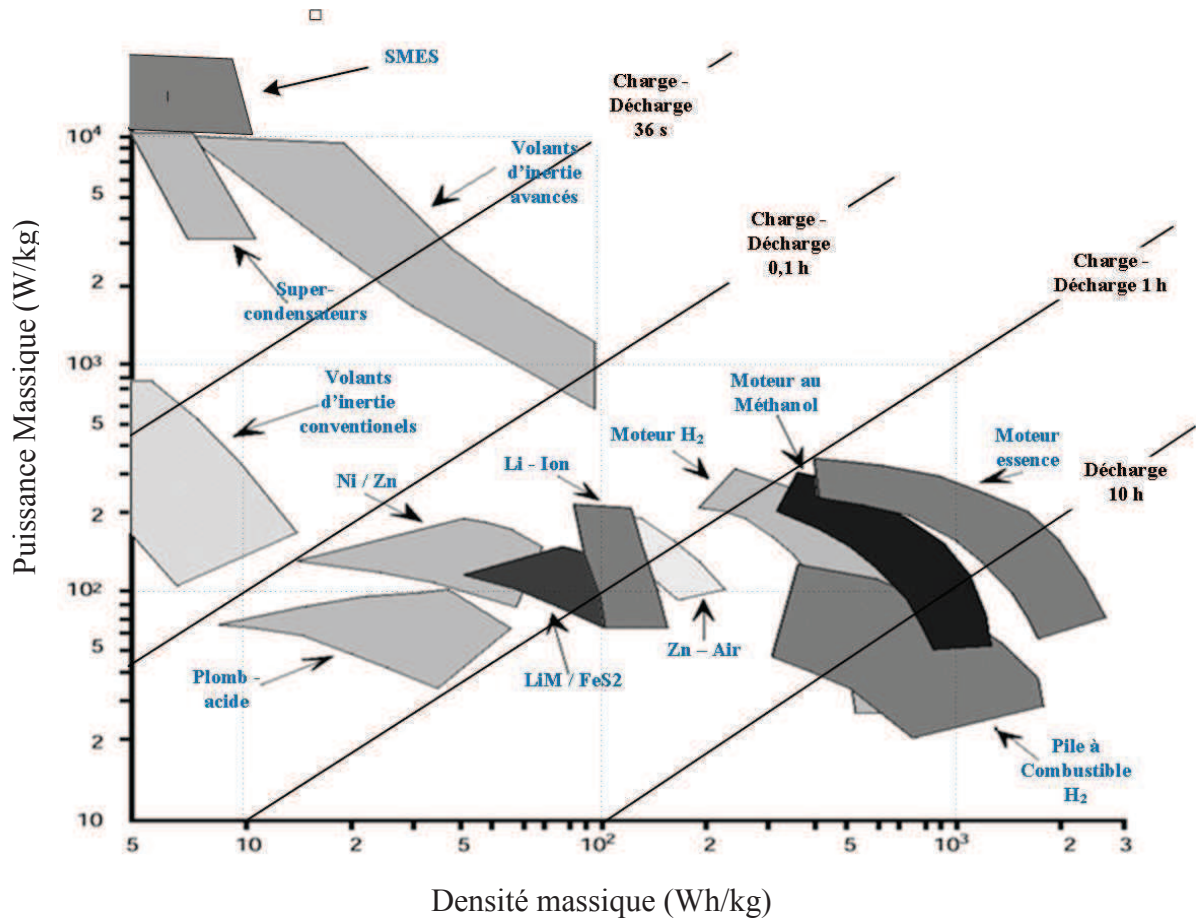 SMES
Charge -
Décharge
36 s
Volants
d'inertie
avancés
Charge -
Décharge
0,1 h
Charge -
Décharge 1 h
Super-
condensateurs
Volants
d'inertie
conventionels
Moteur au
Méthanol
Moteur H₂
Moteur
essence
Li - Ion
Ni / Zn
Décharge
10 h
Plomb -
acide
LiM / FeS2
Zn – Air
Pile à
Combustible
H₂
Puissance Massique (W/kg)
10⁴
5
2
10³
5
2
10²
5
2
10
5
10
2
5
10²
2
5
10³
2
3
Densité massique (Wh/kg)